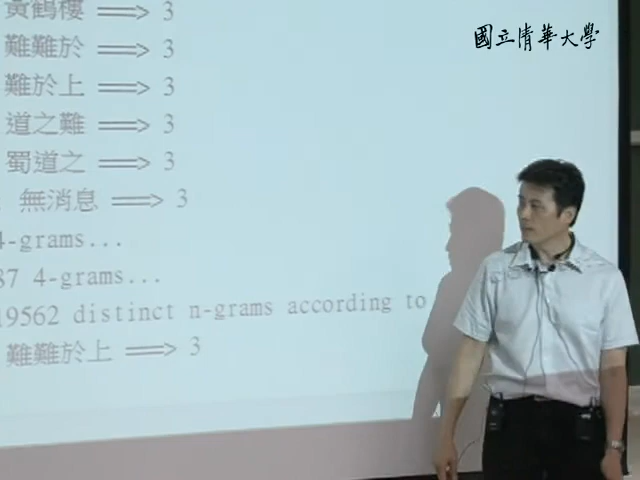 國立清華大學
黃鶴樓 ==> 3
難難於 ==> 3
難於上 ==> 3
道之難 ==> 3
蜀道之 ==> 3
無消息 ==> 3
4-grams...
87 4-grams...
19562 distinct n-grams according to
難難於上 ==> 3